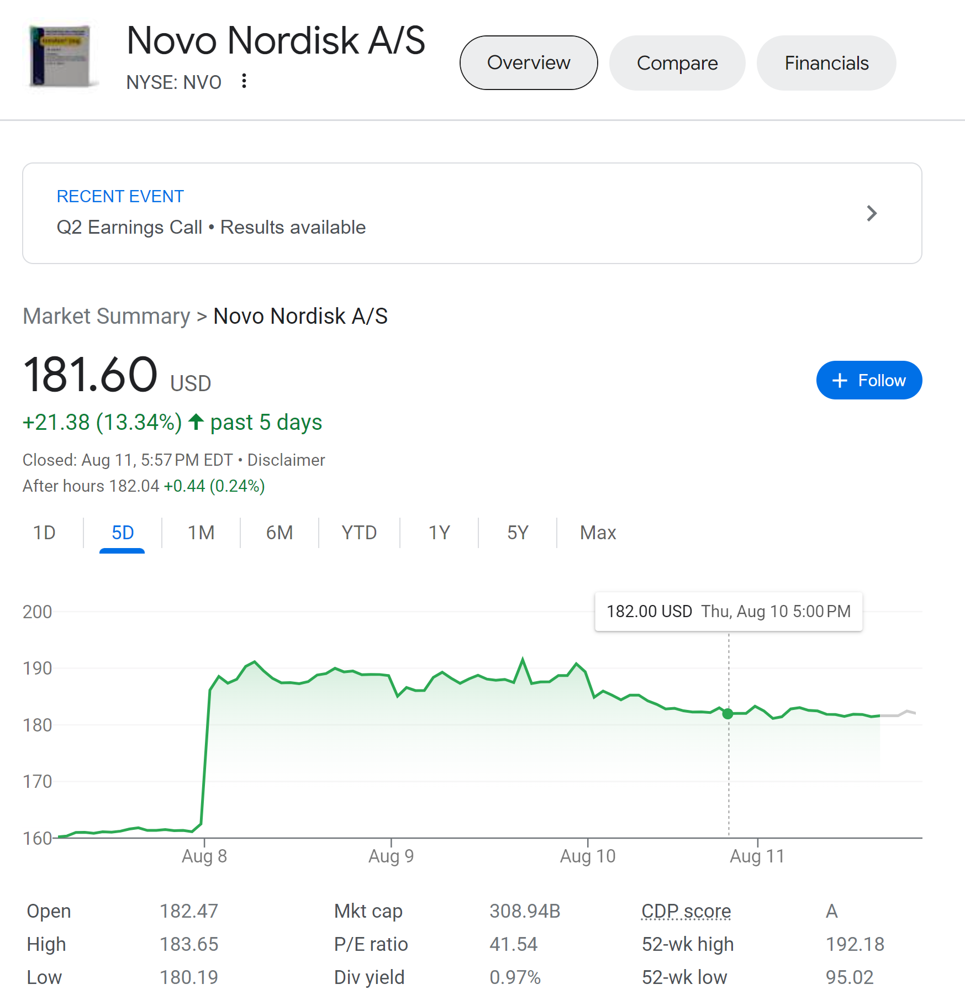 Novo Nordisk A/S
NYSE: NVO
Overview
Compare
Financials
RECENT EVENT
Q2 Earnings Call • Results available
Market Summary > Novo Nordisk A/S
181.60 USD
+ Follow
+21.38 (13.34%) ↑ past 5 days
Closed: Aug 11, 5:57 PM EDT • Disclaimer
After hours 182.04 +0.44 (0.24%)
1D 5D 1M 6M YTD 1Y 5Y Max
182.00 USD Thu, Aug 10 5:00 PM
200
190
180
170
160
Aug 8 Aug 9 Aug 10 Aug 11
Open 182.47 Mkt cap 308.94B CDP score A
High 183.65 P/E ratio 41.54 52-wk high 192.18
Low 180.19 Div yield 0.97% 52-wk low 95.02